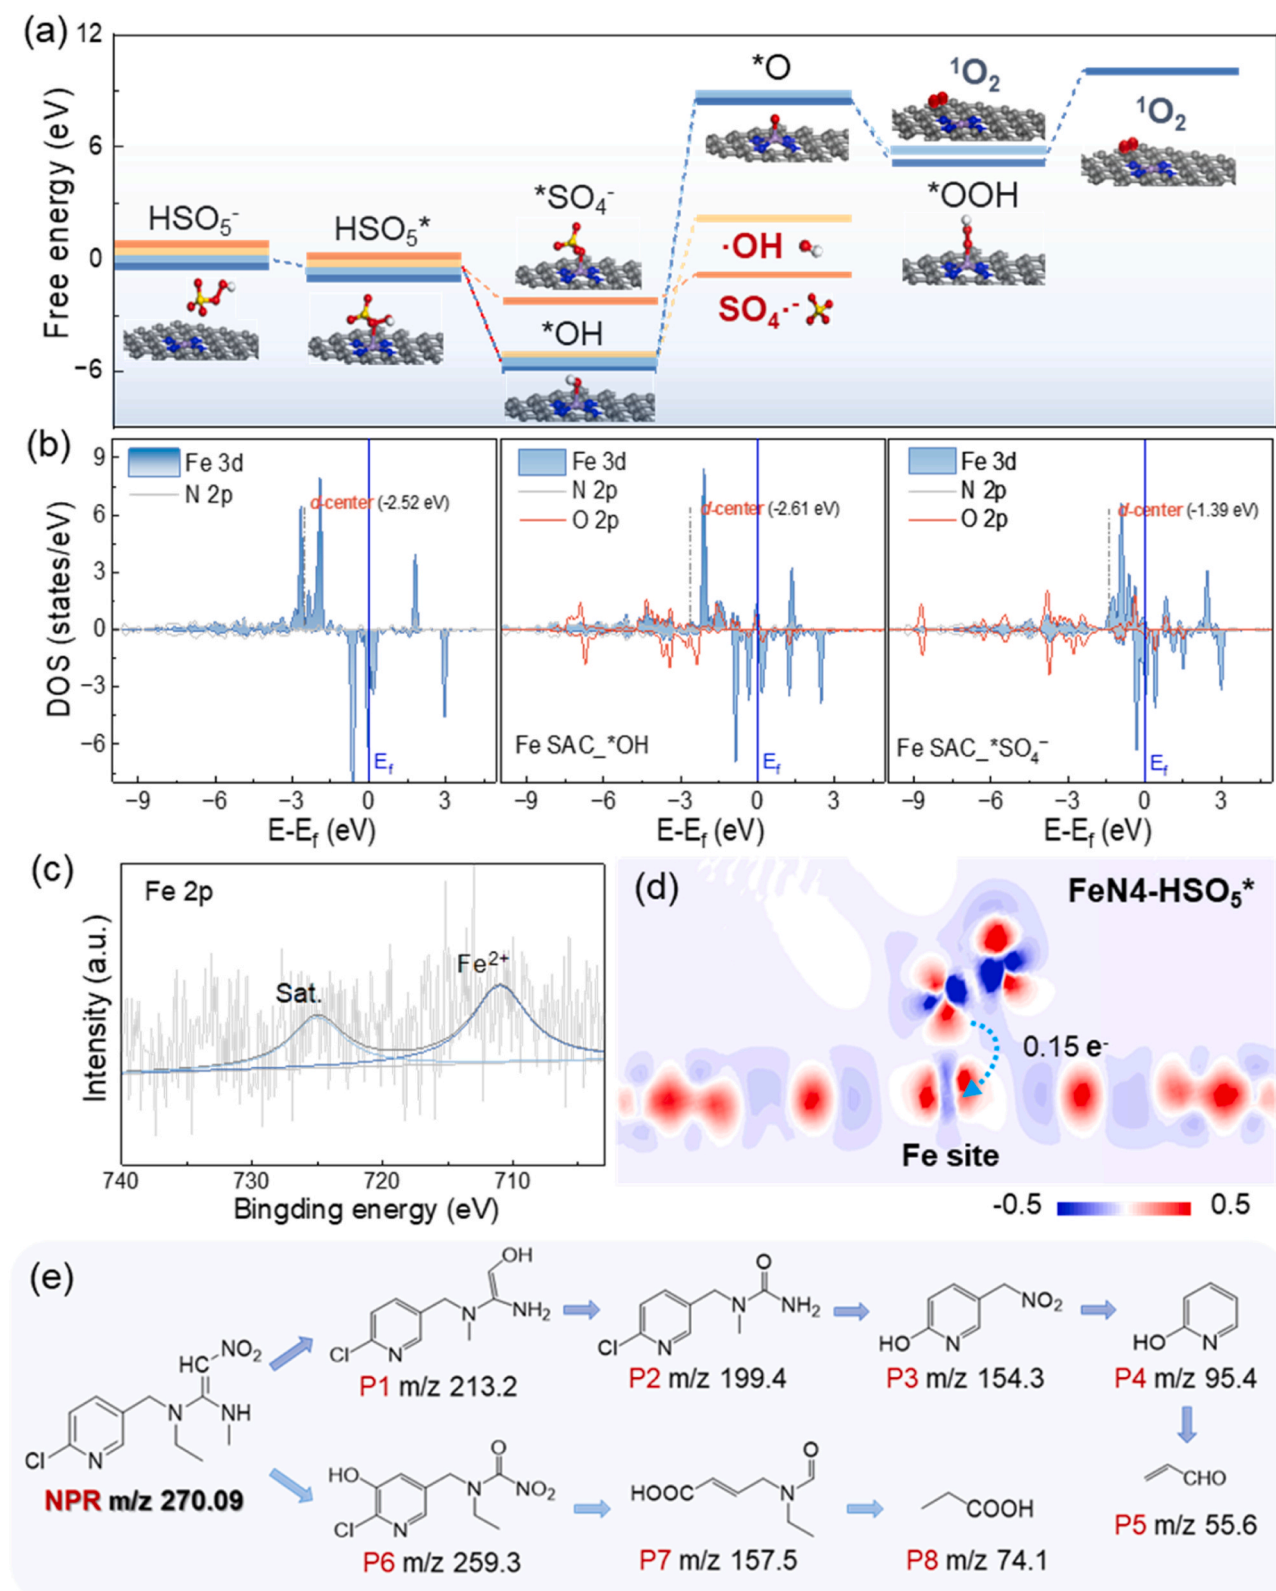 (a)
12
6
0
−6
Free energy (eV)
HSO₅⁻
HSO₅*
*SO₄⁻
*OH
*O
·OH
SO₄·⁻
¹O₂
*OOH
¹O₂
(b)
9
6
3
0
−3
−6
DOS (states/eV)
Fe 3d
N 2p
d-center (-2.52 eV)
E_f
−9 −6 −3 0 3
E-E_f (eV)
Fe 3d
N 2p
O 2p
d-center (-2.61 eV)
Fe SAC_*OH
E_f
−9 −6 −3 0 3
E-E_f (eV)
Fe 3d
N 2p
O 2p
d-center (-1.39 eV)
Fe SAC_*SO₄⁻
E_f
−9 −6 −3 0 3
E-E_f (eV)
(c)
Fe 2p
Sat.
Fe²⁺
Intensity (a.u.)
740 730 720 710
Bingding energy (eV)
(d)
FeN4-HSO₅*
0.15 e⁻
Fe site
-0.5 0.5
(e)
NO₂
HC
N
NH
Cl
N
NPR m/z 270.09
OH
N
NH₂
Cl
N
P1 m/z 213.2
O
N
NH₂
Cl
N
P2 m/z 199.4
NO₂
HO
N
P3 m/z 154.3
HO
N
P4 m/z 95.4
CHO
P5 m/z 55.6
O
HO
N
NO₂
Cl
N
P6 m/z 259.3
O
HOOC
N
P7 m/z 157.5
COOH
P8 m/z 74.1